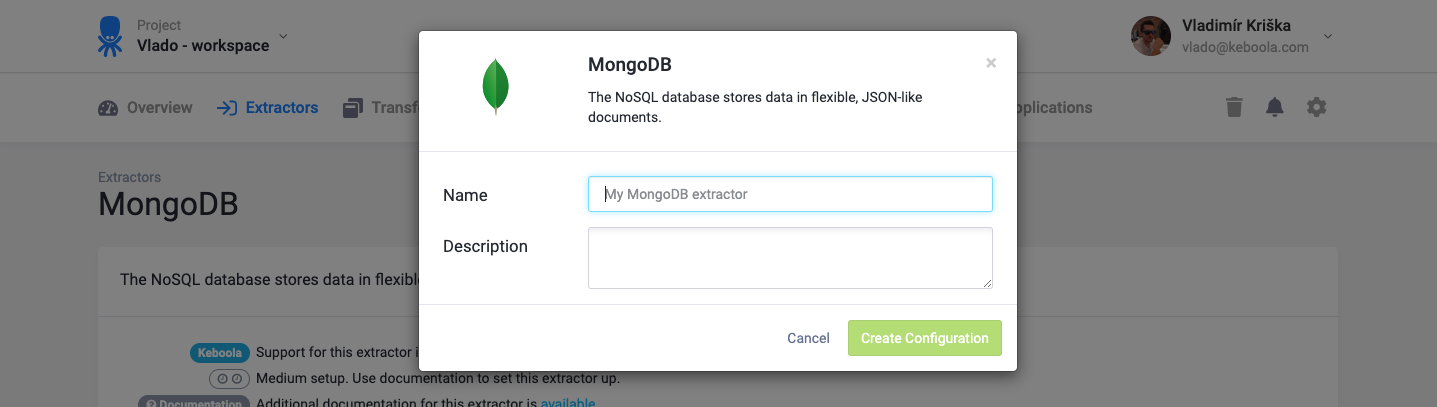 Project
Vlado - workspace
Vladimír Kriška
vlado@keboola.com
Overview
Extractors
Transf
pplications
Extractors
MongoDB
The NoSQL database stores data in flexibl
Keboola
Support for this extractor i
Medium setup. Use documentation to set this extractor up.
Documentation
Additional documentation for this extractor is available.
MongoDB
×
The NoSQL database stores data in flexible, JSON-like
documents.
Name
My MongoDB extractor
Description
Cancel
Create Configuration